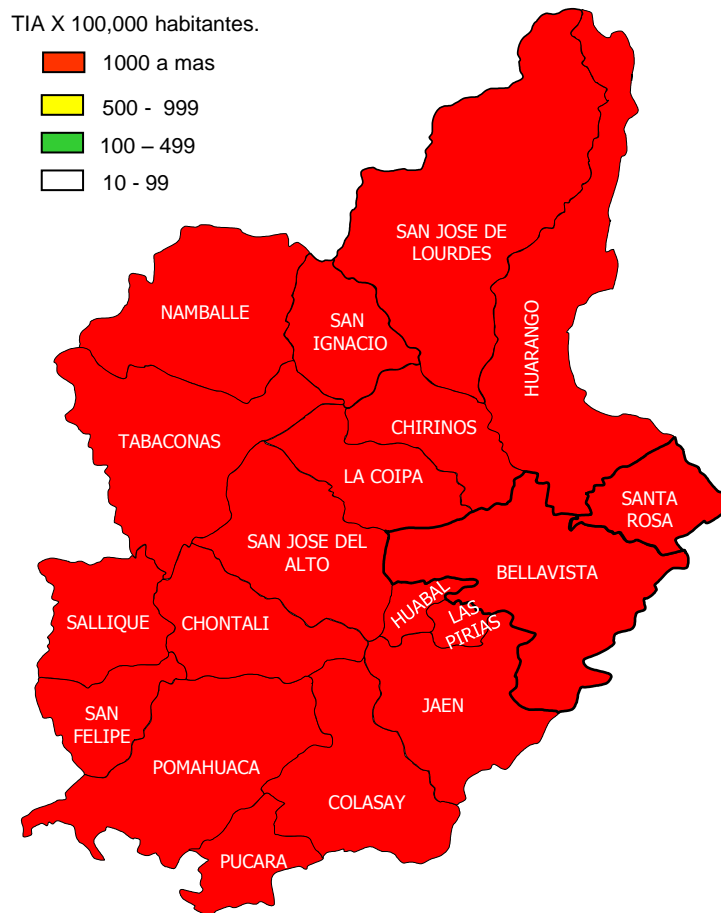 TIA X 100,000 habitantes.
1000 a mas
500 - 999
100 – 499
10 - 99
SAN JOSE DE
LOURDES
NAMBALLE
SAN
IGNACIO
HUARANGO
TABACONAS
CHIRINOS
LA COIPA
SANTA
ROSA
SAN JOSE DEL
ALTO
BELLAVISTA
HUABAL
LAS
PIRIAS
SALLIQUE
CHONTALI
JAEN
SAN
FELIPE
POMAHUACA
COLASAY
PUCARA